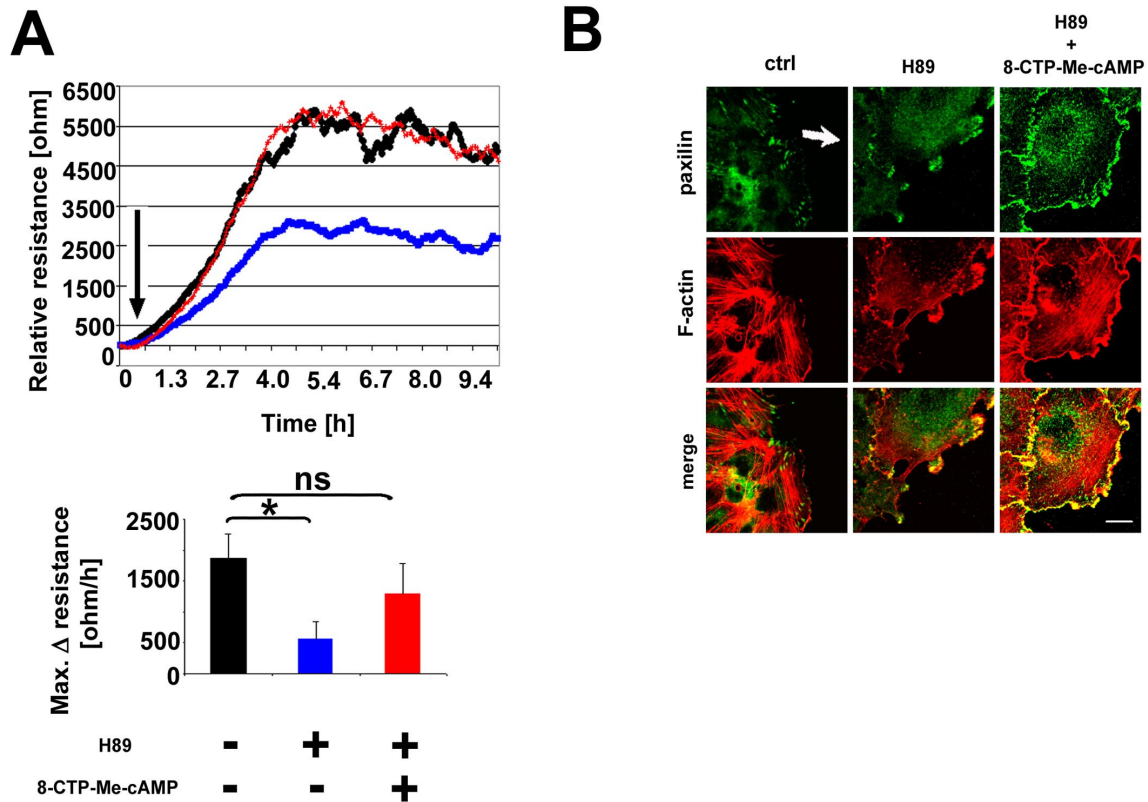 A
Relative resistance [ohm]
6500
5500
4500
3500
2500
1500
500
0
0 1.3 2.7 4.0 5.4 6.7 8.0 9.4
Time [h]
ns
*
Max. Δ resistance
[ohm/h]
2500
1500
500
0
H89 - + +
8-CTP-Me-cAMP - - +
B
ctrl
H89
H89
+
8-CTP-Me-cAMP
paxilin
F-actin
merge